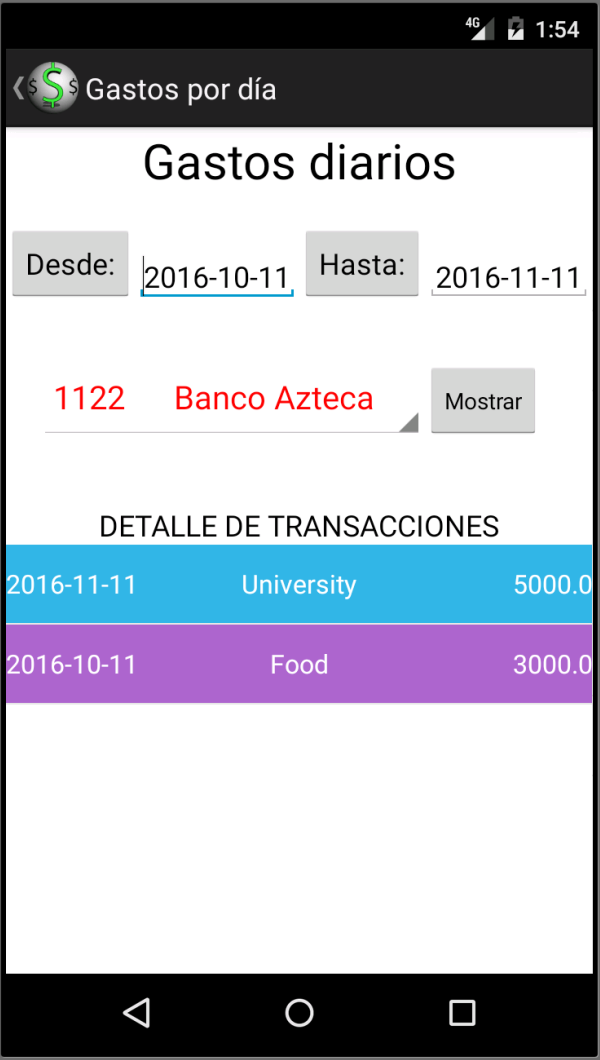 4G 1:54
Gastos por día
Gastos diarios
Desde: 2016-10-11 Hasta: 2016-11-11
1122 Banco Azteca Mostrar
DETALLE DE TRANSACCIONES
2016-11-11 University 5000.0
2016-10-11 Food 3000.0